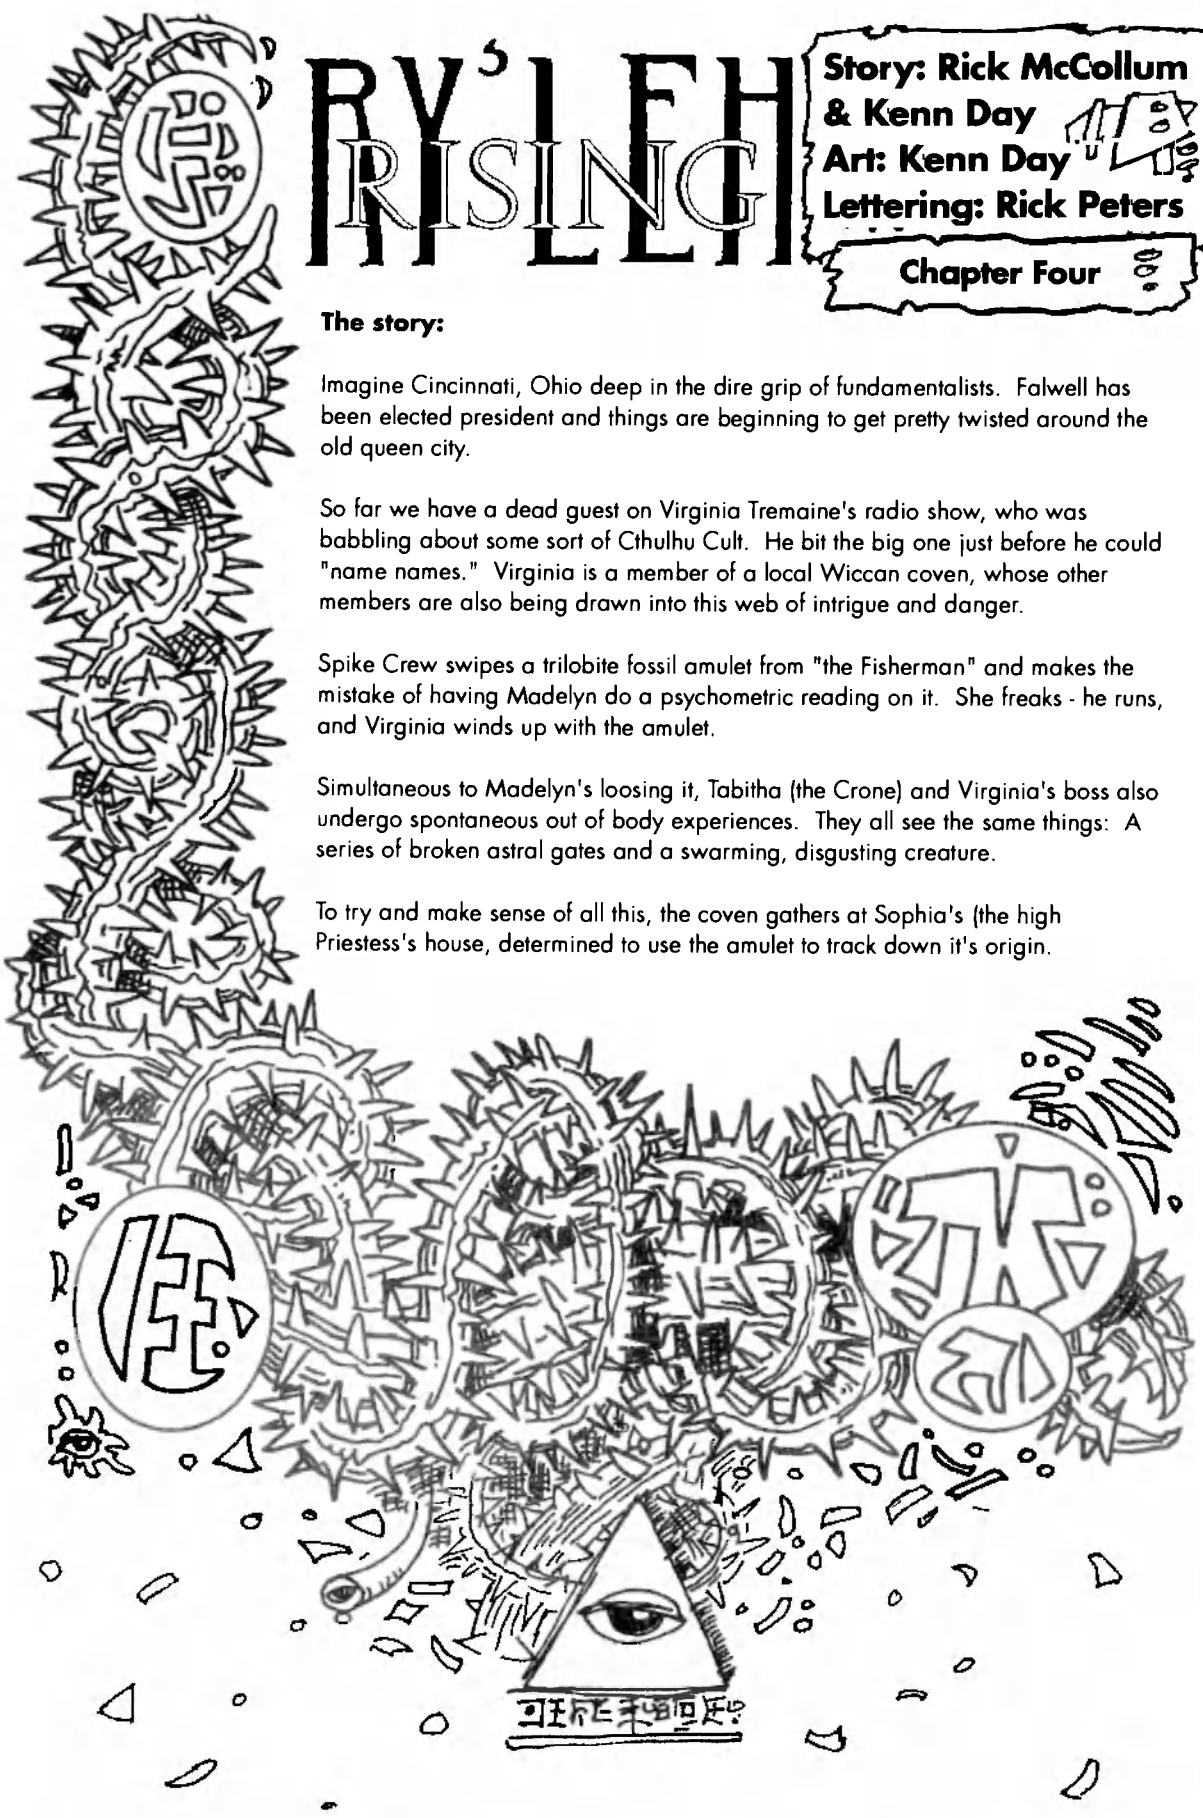 RY'LEH
RISING
Story: Rick McCollum
& Kenn Day
Art: Kenn Day
Lettering: Rick Peters
Chapter Four
The story:
Imagine Cincinnati, Ohio deep in the dire grip of fundamentalists. Falwell has
been elected president and things are beginning to get pretty twisted around the
old queen city.
So far we have a dead guest on Virginia Tremaine's radio show, who was
babbling about some sort of Cthulhu Cult. He bit the big one just before he could
"name names." Virginia is a member of a local Wiccan coven, whose other
members are also being drawn into this web of intrigue and danger.
Spike Crew swipes a trilobite fossil amulet from "the Fisherman" and makes the
mistake of having Madelyn do a psychometric reading on it. She freaks - he runs,
and Virginia winds up with the amulet.
Simultaneous to Madelyn's loosing it, Tabitha (the Crone) and Virginia's boss also
undergo spontaneous out of body experiences. They all see the same things: A
series of broken astral gates and a swarming, disgusting creature.
To try and make sense of all this, the coven gathers at Sophia's (the high
Priestess's house, determined to use the amulet to track down it's origin.